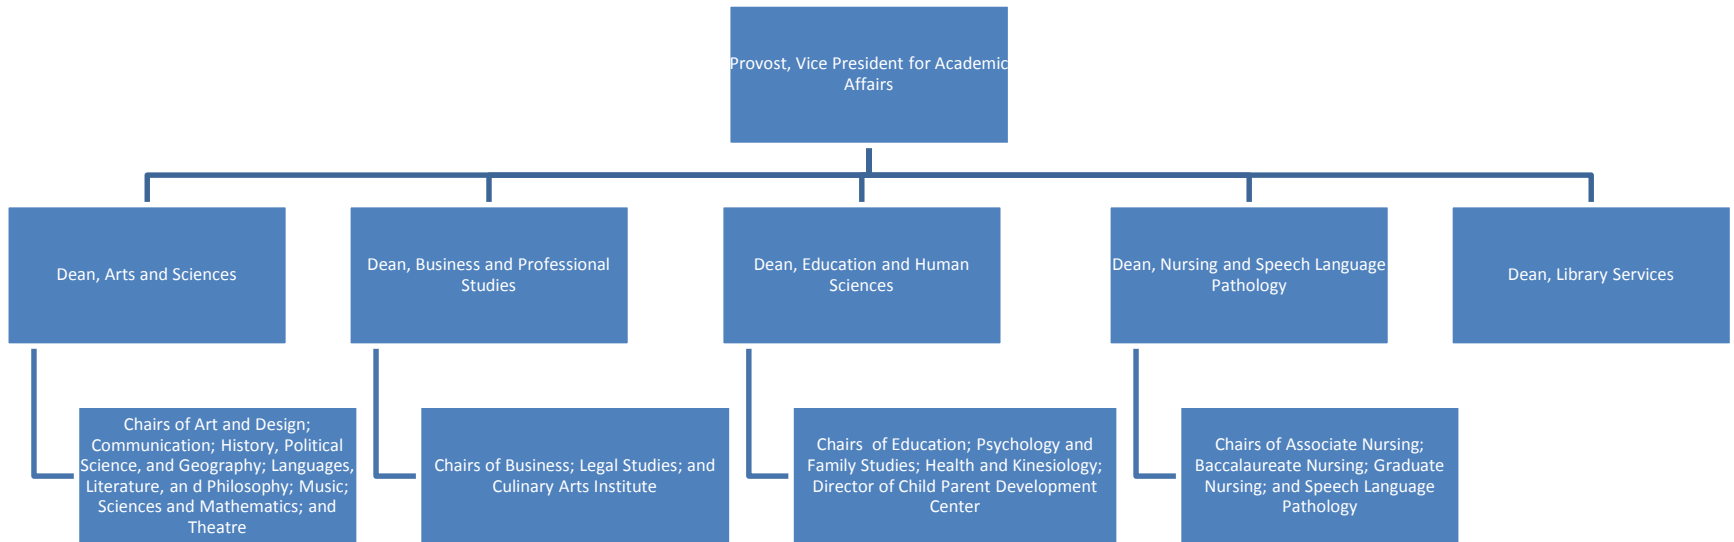 Provost, Vice President for Academic
Affairs
Dean, Arts and Sciences
Dean, Business and Professional
Studies
Dean, Education and Human
Sciences
Dean, Nursing and Speech Language
Pathology
Dean, Library Services
Chairs of Art and Design;
Communication; History, Political
Science, and Geography; Languages,
Literature, an d Philosophy; Music;
Sciences and Mathematics; and
Theatre
Chairs of Business; Legal Studies; and
Culinary Arts Institute
Chairs  of Education; Psychology and
Family Studies; Health and Kinesiology;
Director of Child Parent Development
Center
Chairs of Associate Nursing;
Baccalaureate Nursing; Graduate
Nursing; and Speech Language
Pathology